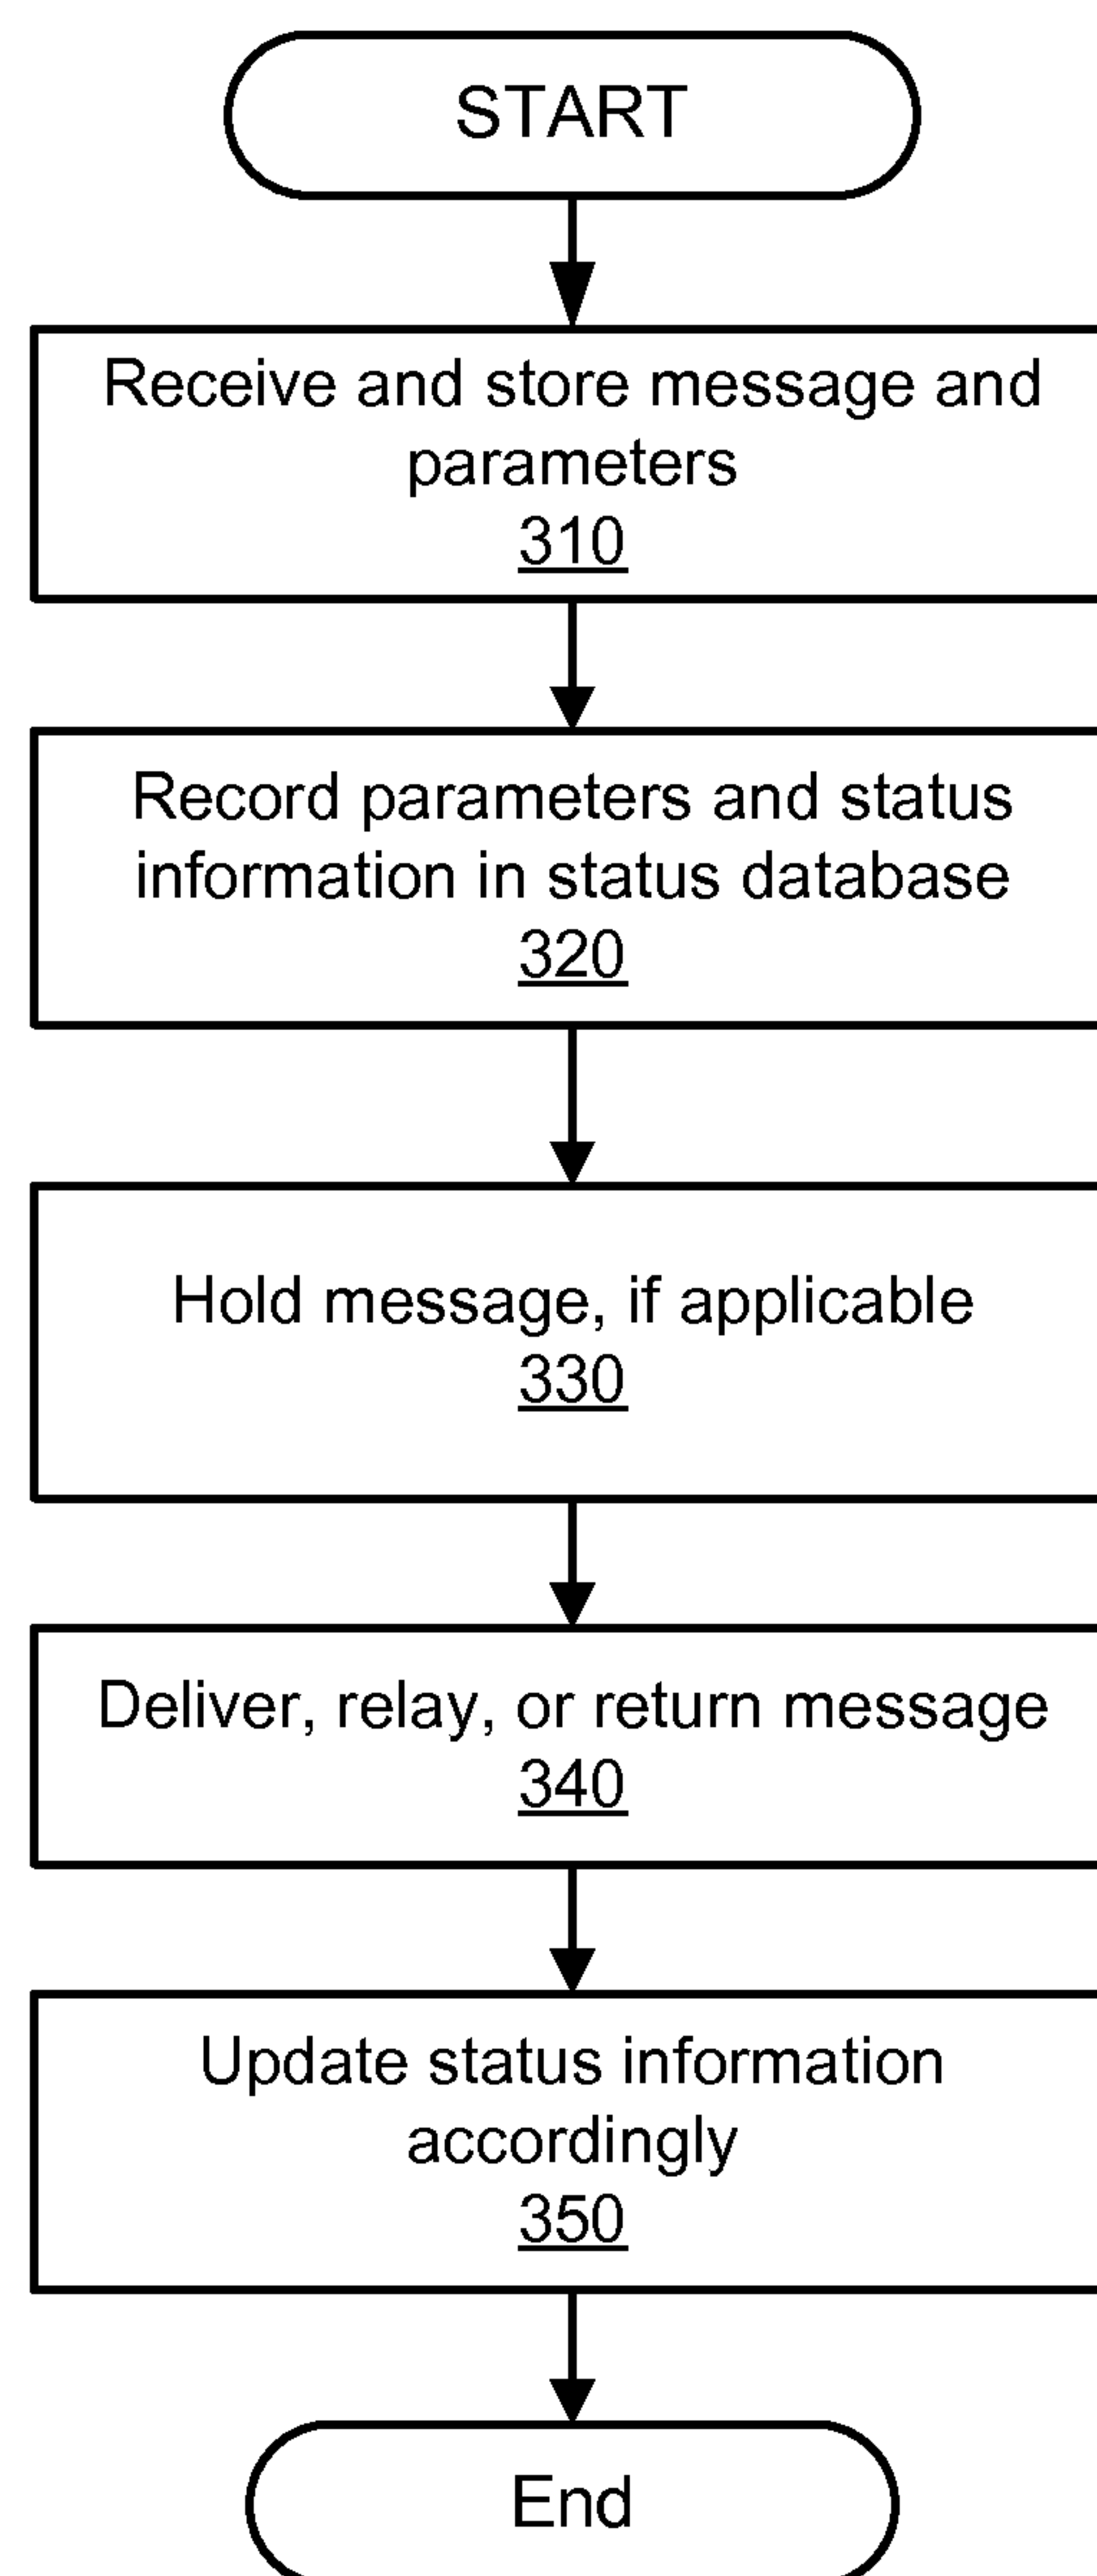 START
Receive and store message and
parameters
310
Record parameters and status
information in status database
320
Hold message, if applicable
330
Deliver, relay, or return message
340
Update status information
accordingly
350
End